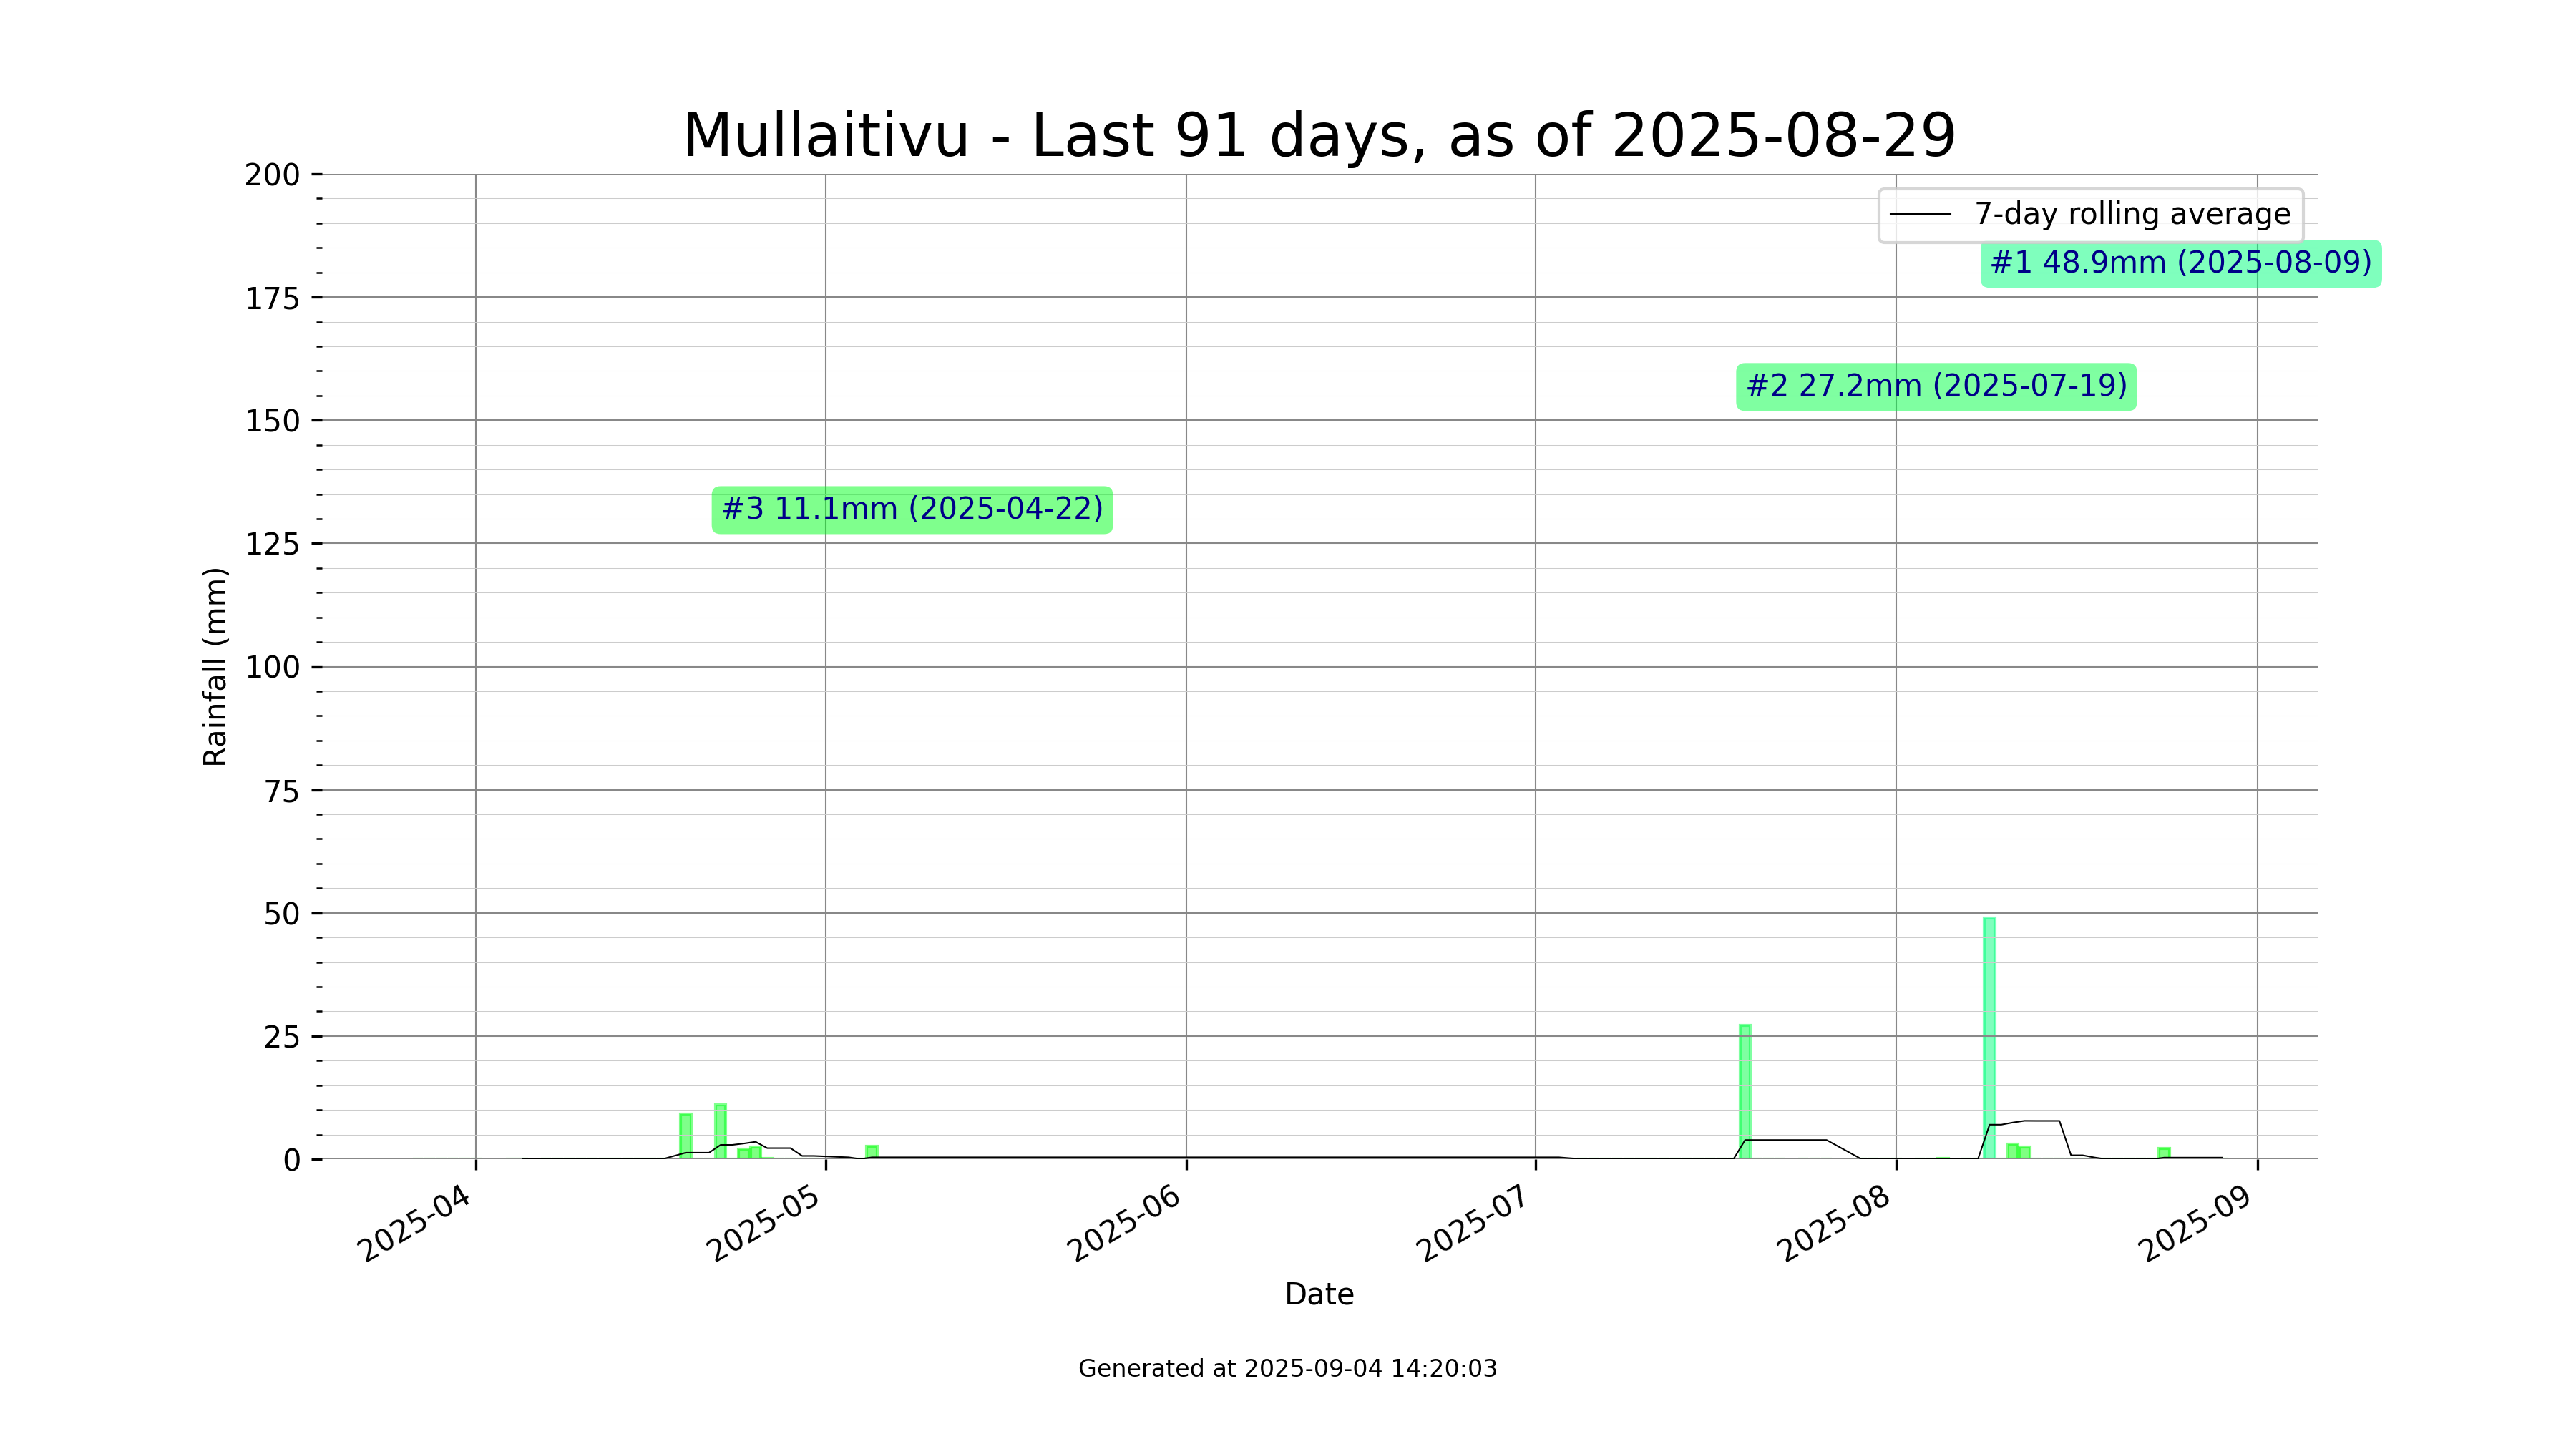 Mullaitivu - Last 91 days, as of 2025-08-29
200
175
150
125
100
75
50
25
0
Rainfall (mm)
7-day rolling average
#1 48.9mm (2025-08-09)
#2 27.2mm (2025-07-19)
#3 11.1mm (2025-04-22)
2025-04
2025-05
2025-06
2025-07
2025-08
2025-09
Date
Generated at 2025-09-04 14:20:03